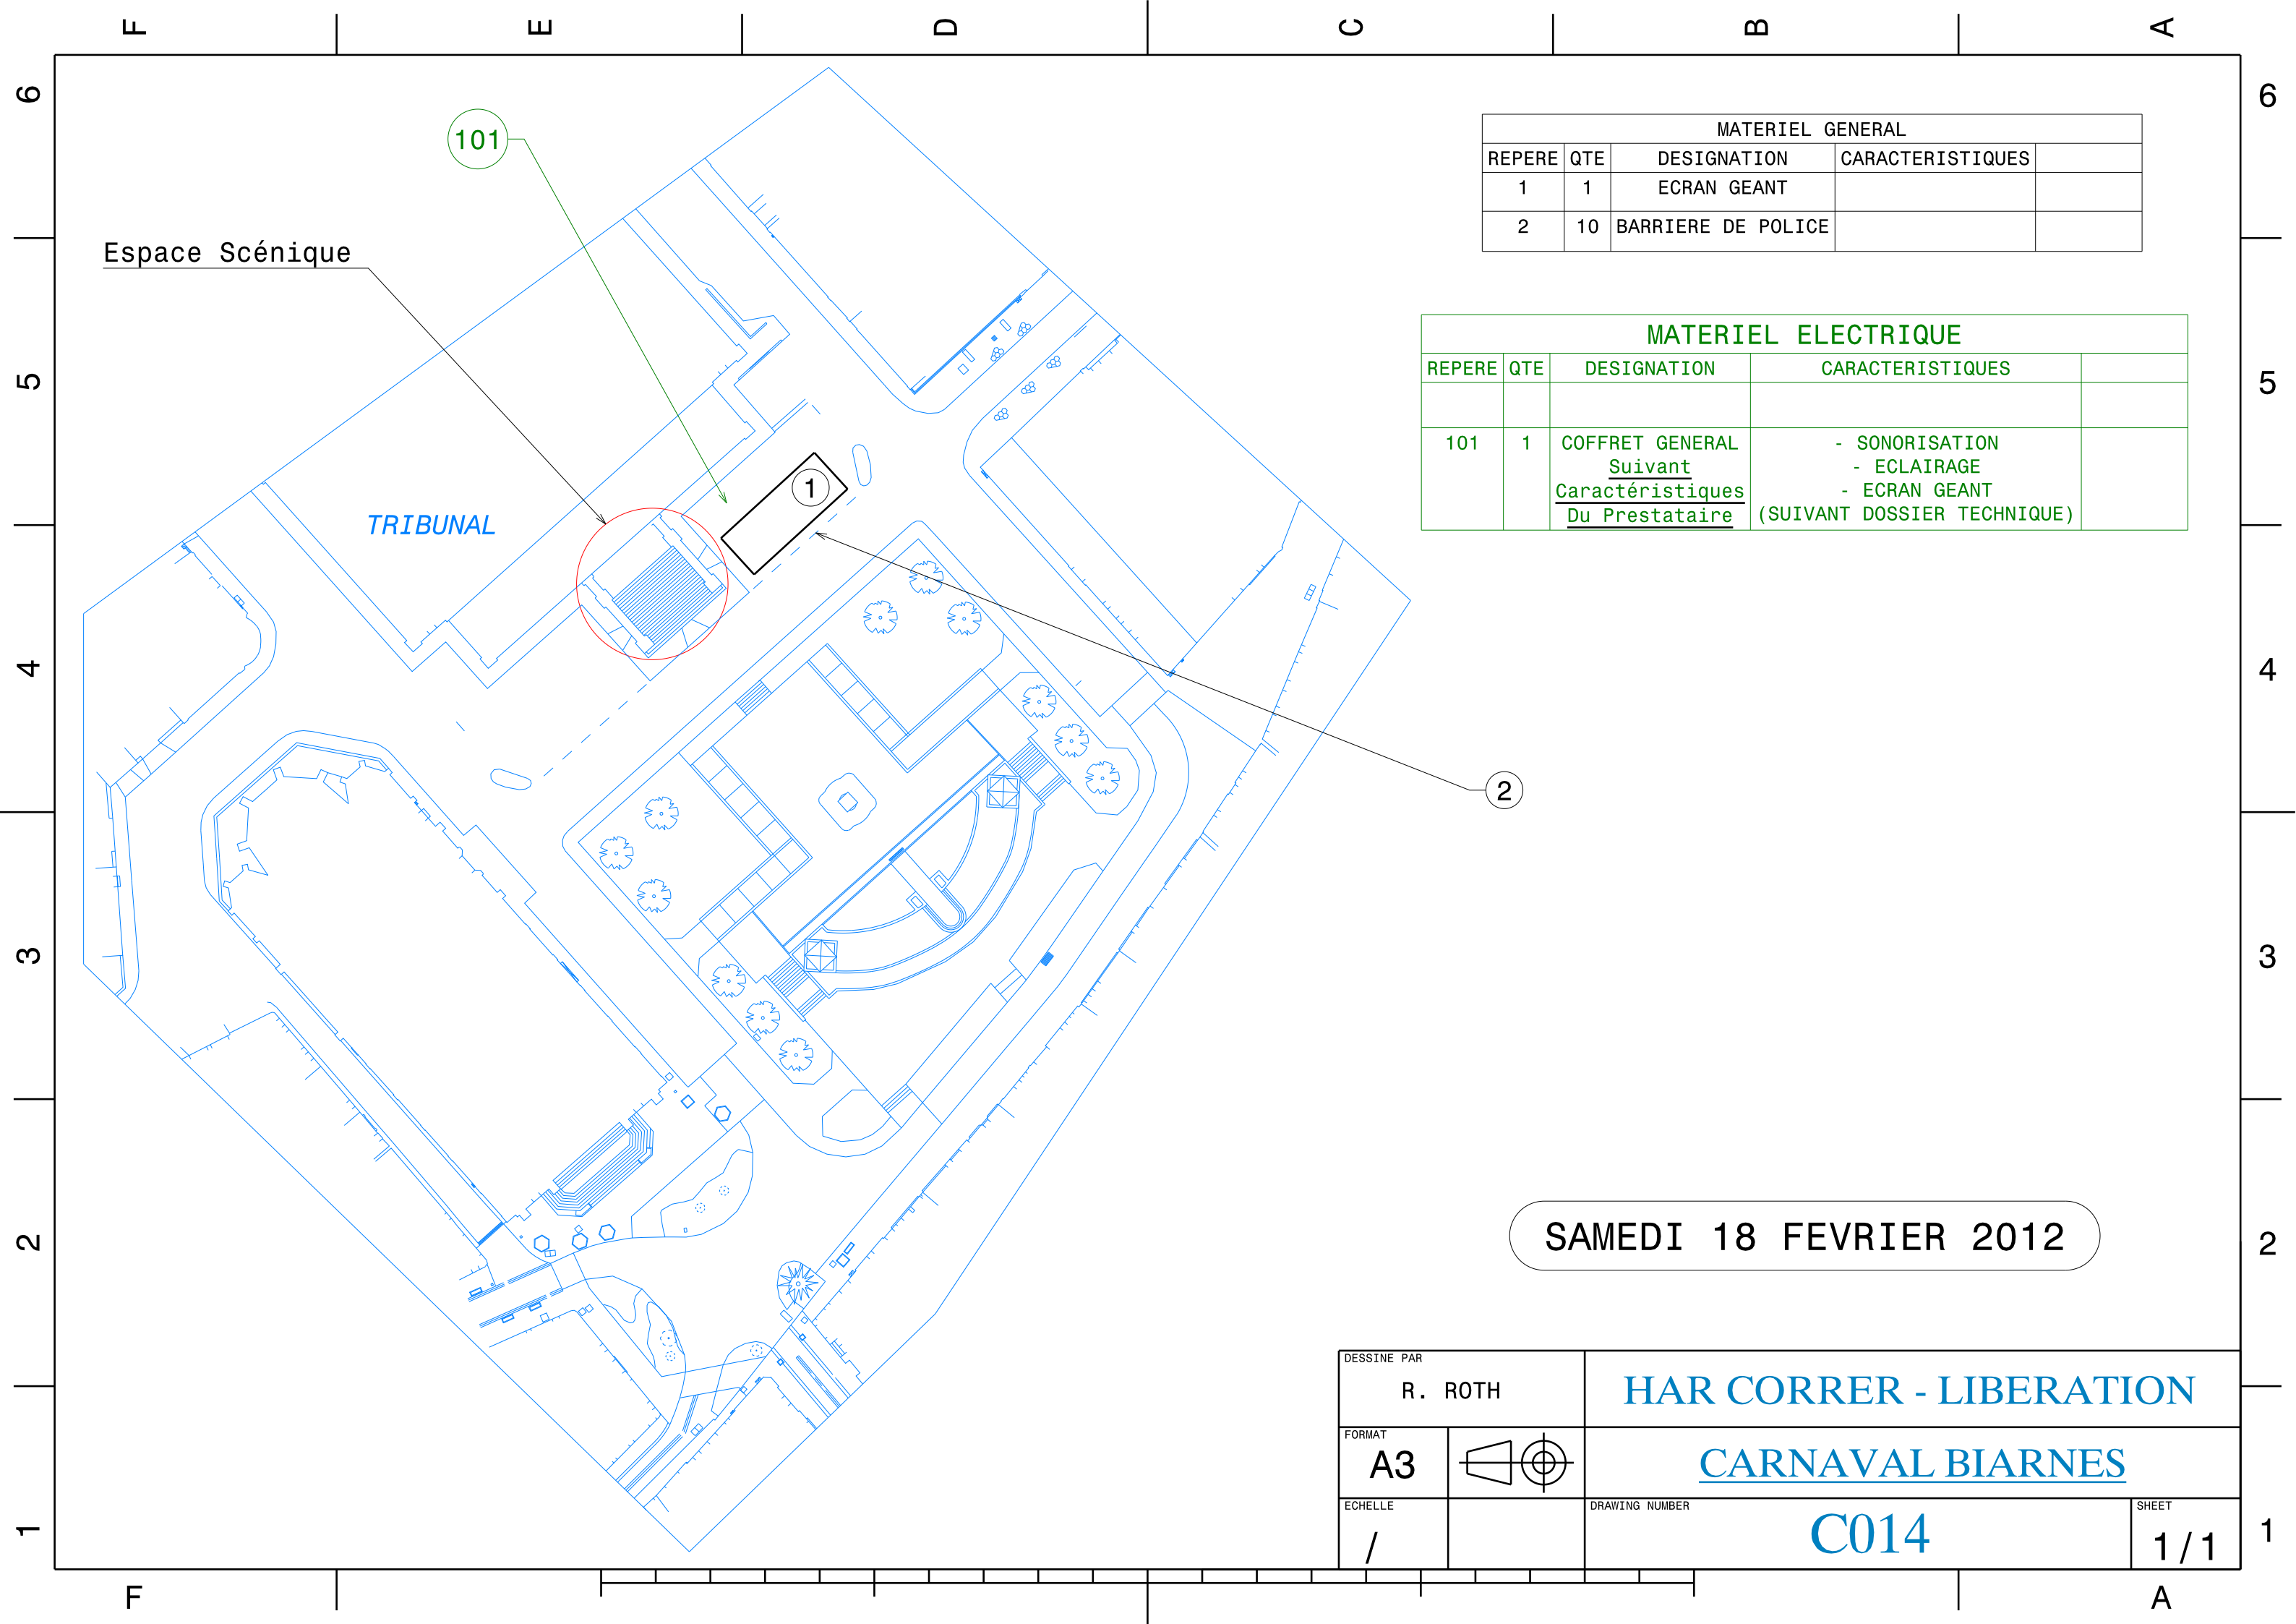 F E D C B A
6 6
101
MATERIEL GENERAL
REPERE QTE DESIGNATION CARACTERISTIQUES
1 1 ECRAN GEANT
2 10 BARRIERE DE POLICE
Espace Scénique
MATERIEL ELECTRIQUE
REPERE QTE DESIGNATION CARACTERISTIQUES
5 5
101 1 COFFRET GENERAL - SONORISATION
Suivant - ECLAIRAGE
Caractéristiques - ECRAN GEANT
Du Prestataire (SUIVANT DOSSIER TECHNIQUE)
1
TRIBUNAL
4 4
2
3 3
SAMEDI 18 FEVRIER 2012
2 2
DESSINE PAR
R. ROTH
HAR CORRER - LIBERATION
FORMAT
A3
CARNAVAL BIARNES
ECHELLE
/
DRAWING NUMBER
C014
SHEET
1/1
1 1
F A